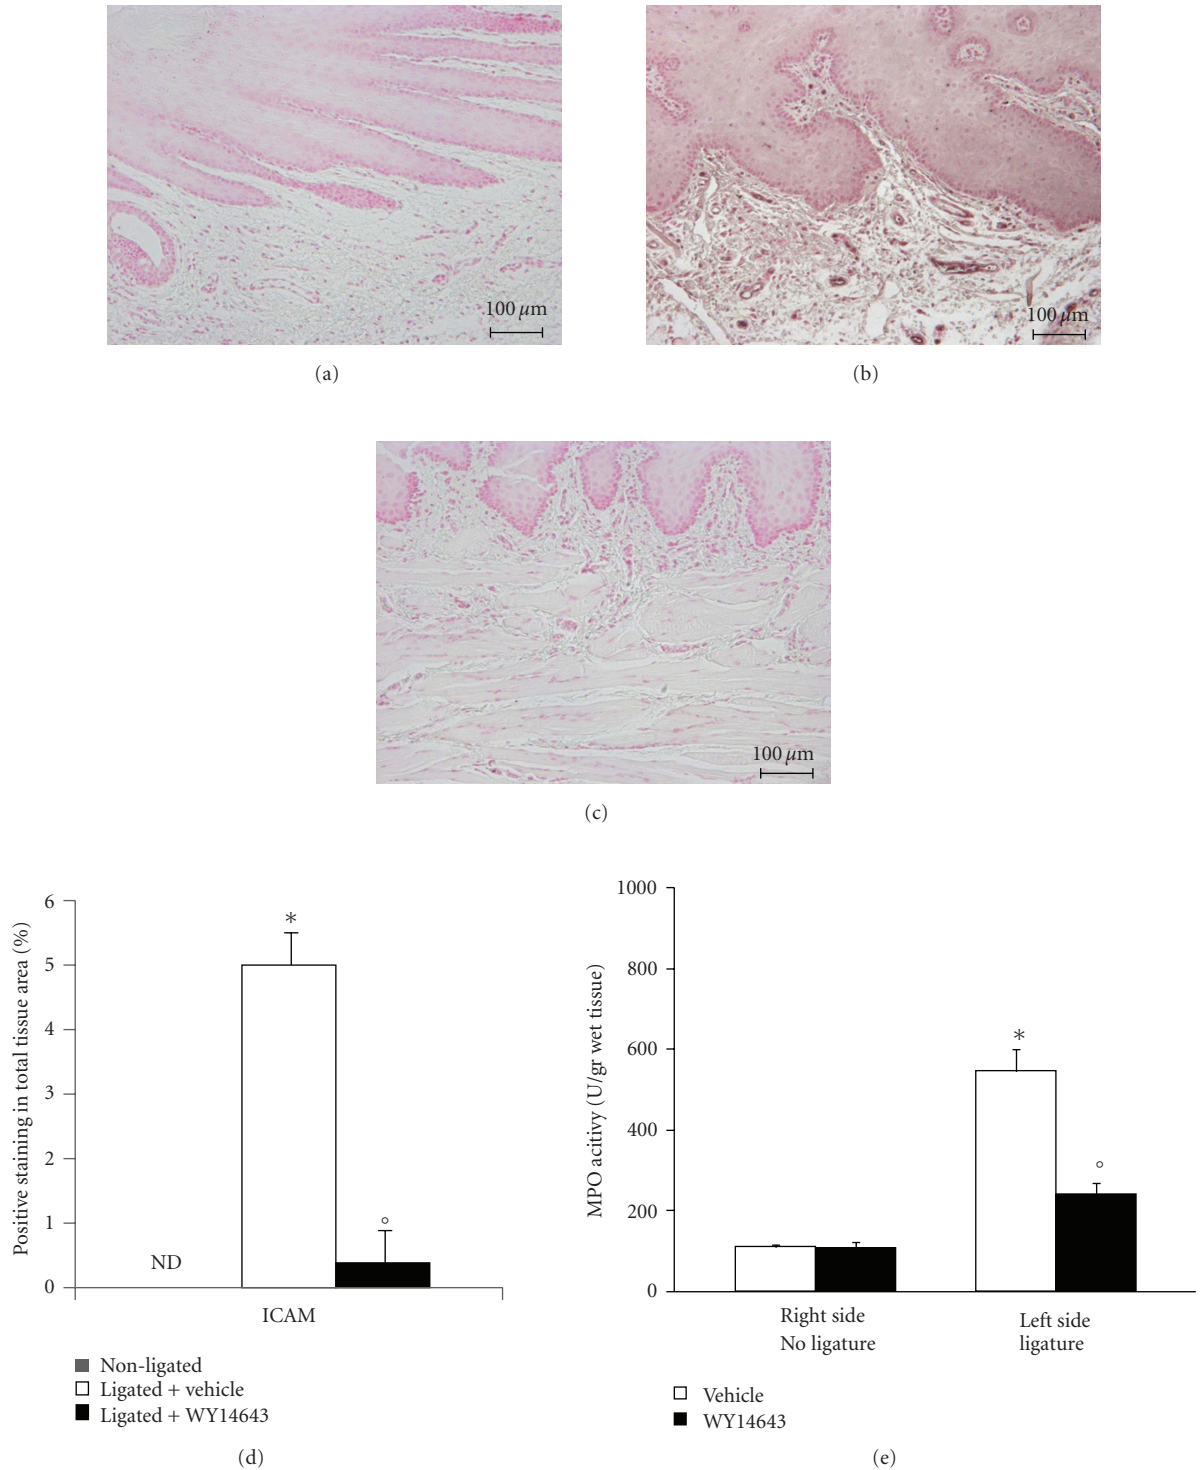 100 µm
100 µm
(a)
(b)
100 µm
(c)
Positive staining in total tissue area (%)
6
5
4
3
2
1
0
*
°
ND
ICAM
Non-ligated
Ligated + vehicle
Ligated + WY14643
(d)
MPO acitivy (U/gr wet tissue)
1000
800
600
400
200
0
*
°
Right side
No ligature
Left side
ligature
Vehicle
WY14643
(e)